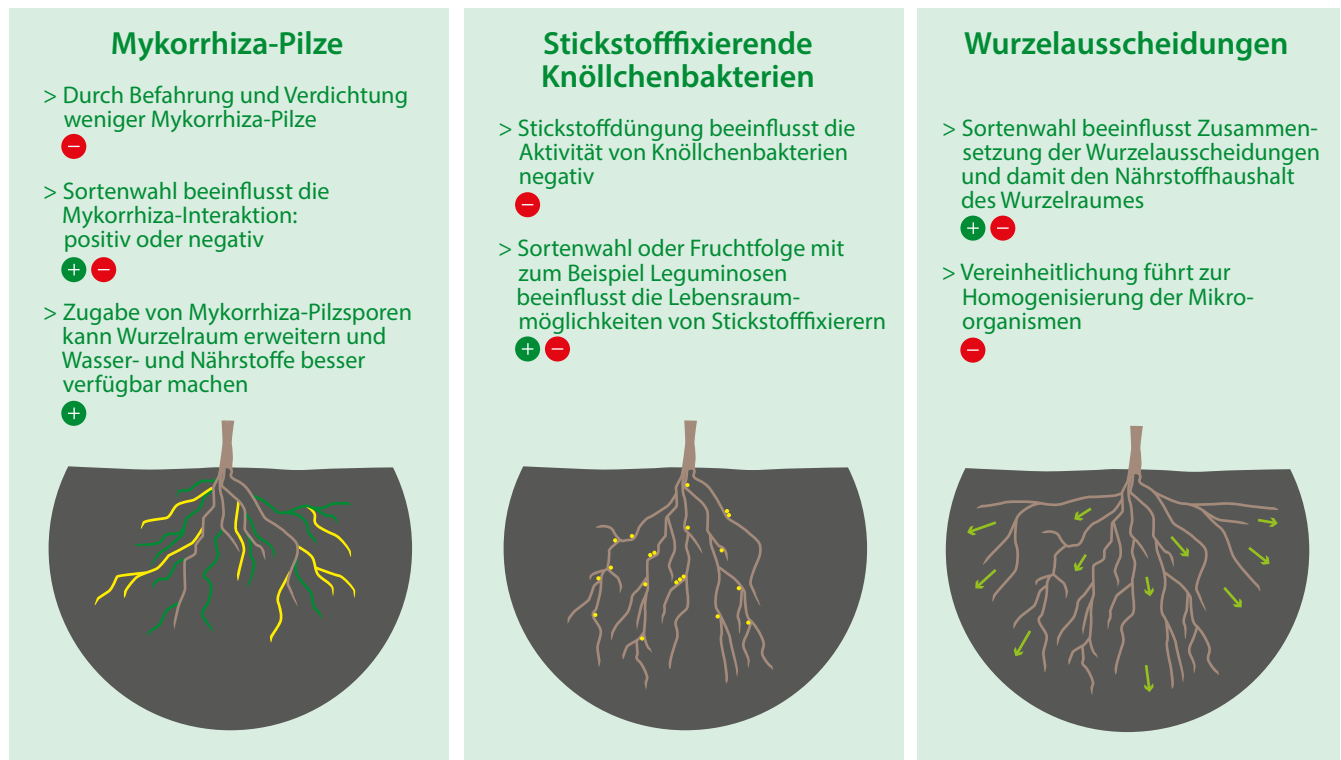 Mykorrhiza-Pilze
> Durch Befahrung und Verdichtung
weniger Mykorrhiza-Pilze
−
> Sortenwahl beeinflusst die
Mykorrhiza-Interaktion:
positiv oder negativ
+ −
> Zugabe von Mykorrhiza-Pilzsporen
kann Wurzelraum erweitern und
Wasser- und Nährstoffe besser
verfügbar machen
+
Stickstofffixierende
Knöllchenbakterien
> Stickstoffdüngung beeinflusst die
Aktivität von Knöllchenbakterien
negativ
−
> Sortenwahl oder Fruchtfolge mit
zum Beispiel Leguminosen
beeinflusst die Lebensraum-
möglichkeiten von Stickstofffixierern
+ −
Wurzelausscheidungen
> Sortenwahl beeinflusst Zusammen-
setzung der Wurzelausscheidungen
und damit den Nährstoffhaushalt
des Wurzelraumes
+ −
> Vereinheitlichung führt zur
Homogenisierung der Mikro-
organismen
−